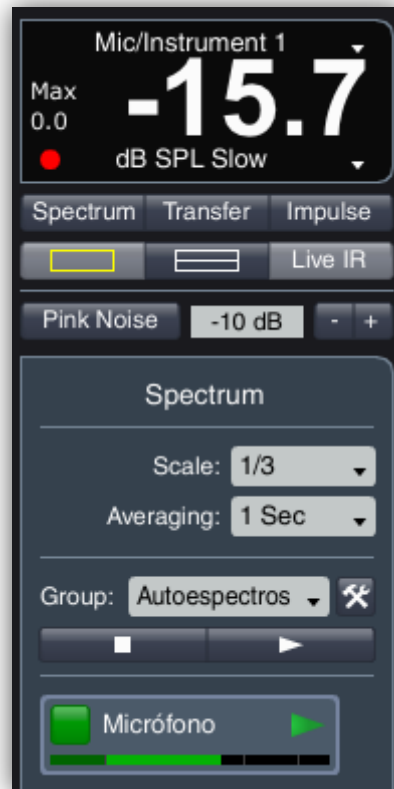 Mic/Instrument 1
Max
0.0
-15.7
dB SPL Slow
Spectrum Transfer Impulse
Live IR
Pink Noise -10 dB - +
Spectrum
Scale: 1/3
Averaging: 1 Sec
Group: Autoespectros
Micrófono